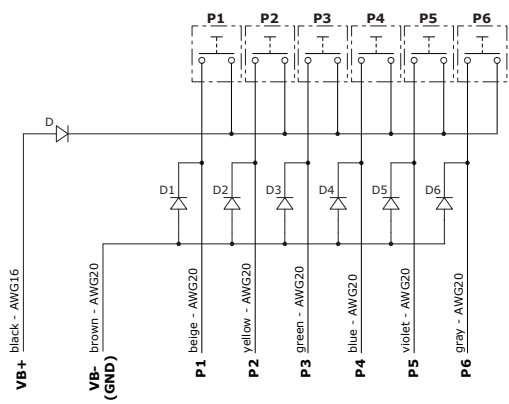 P1 P2 P3 P4 P5 P6
D
D1 D2 D3 D4 D5 D6
black - AWG16
brown - AWG20
beige - AWG20
yellow - AWG20
green - AWG20
blue - AWG20
violet - AWG20
gray - AWG20
VB+
VB-
(GND)
P1
P2
P3
P4
P5
P6